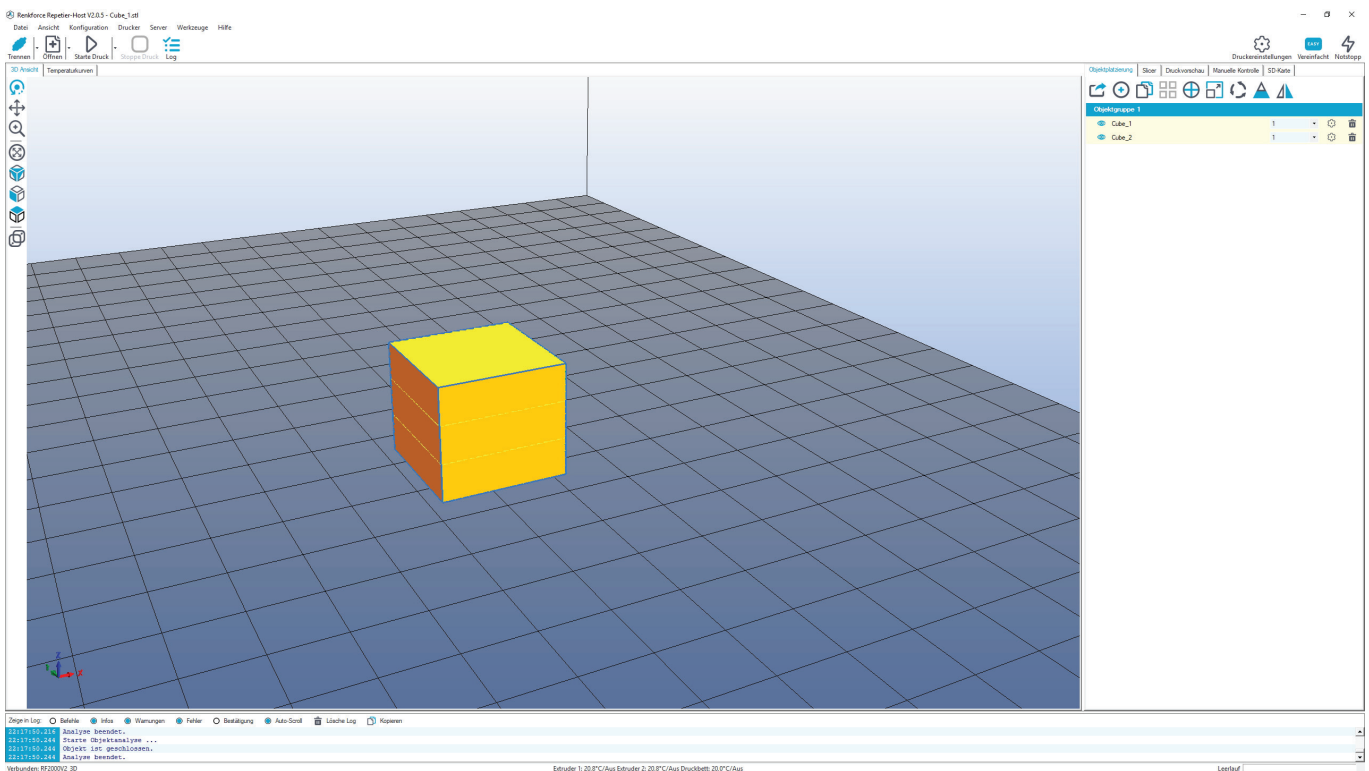 Renkforce Repetier-Host V2.0.5 - Cube_1.stl
Datei Ansicht Konfiguration Drucker Server Werkzeuge Hilfe
Trennen Öffnen Starte Druck Stoppe Druck Log Druckereinstellungen EASY Vereinfacht Notstopp
3D Ansicht Temperaturkurven Objektplatzierung Slicer Druckvorschau Manuelle Kontrolle SD-Karte
Objektgruppe 1
Cube_1 1
Cube_2 1
Z
X
Zeige in Log: Befehle Infos Warnungen Fehler Bestätigung Auto-Scroll Lösche Log Kopieren
22:17:50.216 Analyse beendet.
22:17:50.244 Starte Objektanalyse ...
22:17:50.244 Objekt ist geschlossen.
22:17:50.244 Analyse beendet.
Verbunden: RF2000V2_3D Extruder 1: 20.8°C/Aus Extruder 2: 20.8°C/Aus Druckbett: 20.0°C/Aus Leerlauf